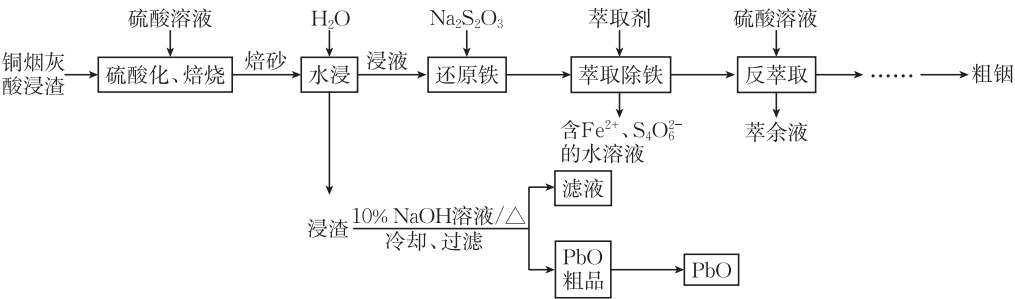 硫酸溶液
H₂O
Na₂S₂O₃
萃取剂
硫酸溶液
铜烟灰
酸浸渣
硫酸化、焙烧
焙砂
水浸
浸液
还原铁
萃取除铁
反萃取
……
粗铟
含Fe²⁺、S₄O₆²⁻
的水溶液
萃余液
浸渣
10% NaOH溶液/△
冷却、过滤
滤液
PbO
粗品
PbO